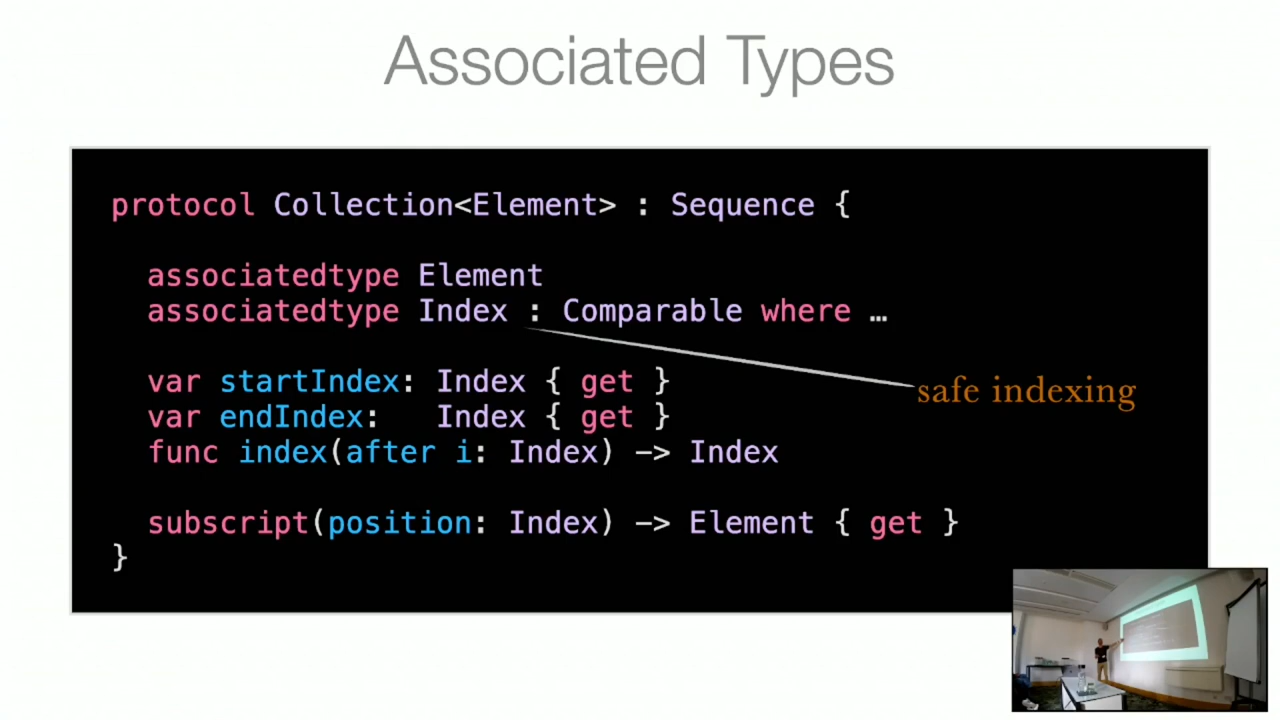 Associated Types
protocol Collection<Element> : Sequence {
associatedtype Element
associatedtype Index : Comparable where …
var startIndex: Index { get }
var endIndex:   Index { get }
func index(after i: Index) -> Index
subscript(position: Index) -> Element { get }
}
safe indexing